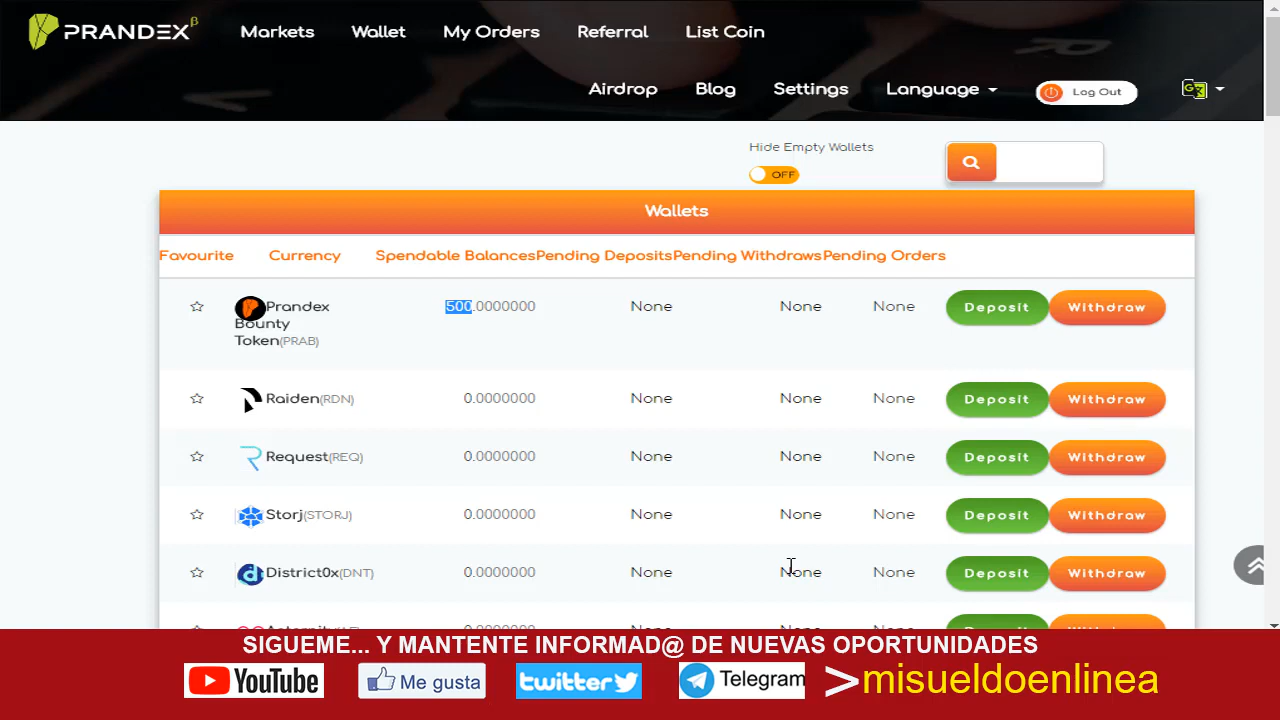 PRANDEX β Markets Wallet My Orders Referral List Coin
Airdrop Blog Settings Language Log Out
Hide Empty Wallets
OFF
Wallets
Favourite Currency Spendable Balances Pending Deposits Pending Withdraws Pending Orders
Prandex Bounty Token(PRAB) 500.0000000 None None None Deposit Withdraw
Raiden(RDN) 0.0000000 None None None Deposit Withdraw
Request(REQ) 0.0000000 None None None Deposit Withdraw
Storj(STORJ) 0.0000000 None None None Deposit Withdraw
District0x(DNT) 0.0000000 None None None Deposit Withdraw
SIGUEME... Y MANTENTE INFORMAD@ DE NUEVAS OPORTUNIDADES
YouTube Me gusta twitter Telegram >misueldoenlinea